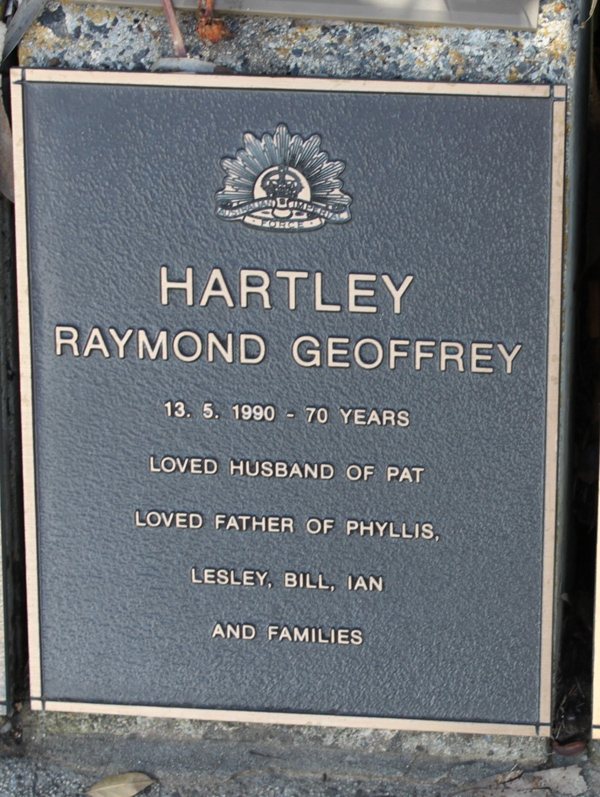 AUSTRALIAN IMPERIAL
FORCE
HARTLEY
RAYMOND GEOFFREY
13. 5. 1990 - 70 YEARS
LOVED HUSBAND OF PAT
LOVED FATHER OF PHYLLIS,
LESLEY, BILL, IAN
AND FAMILIES